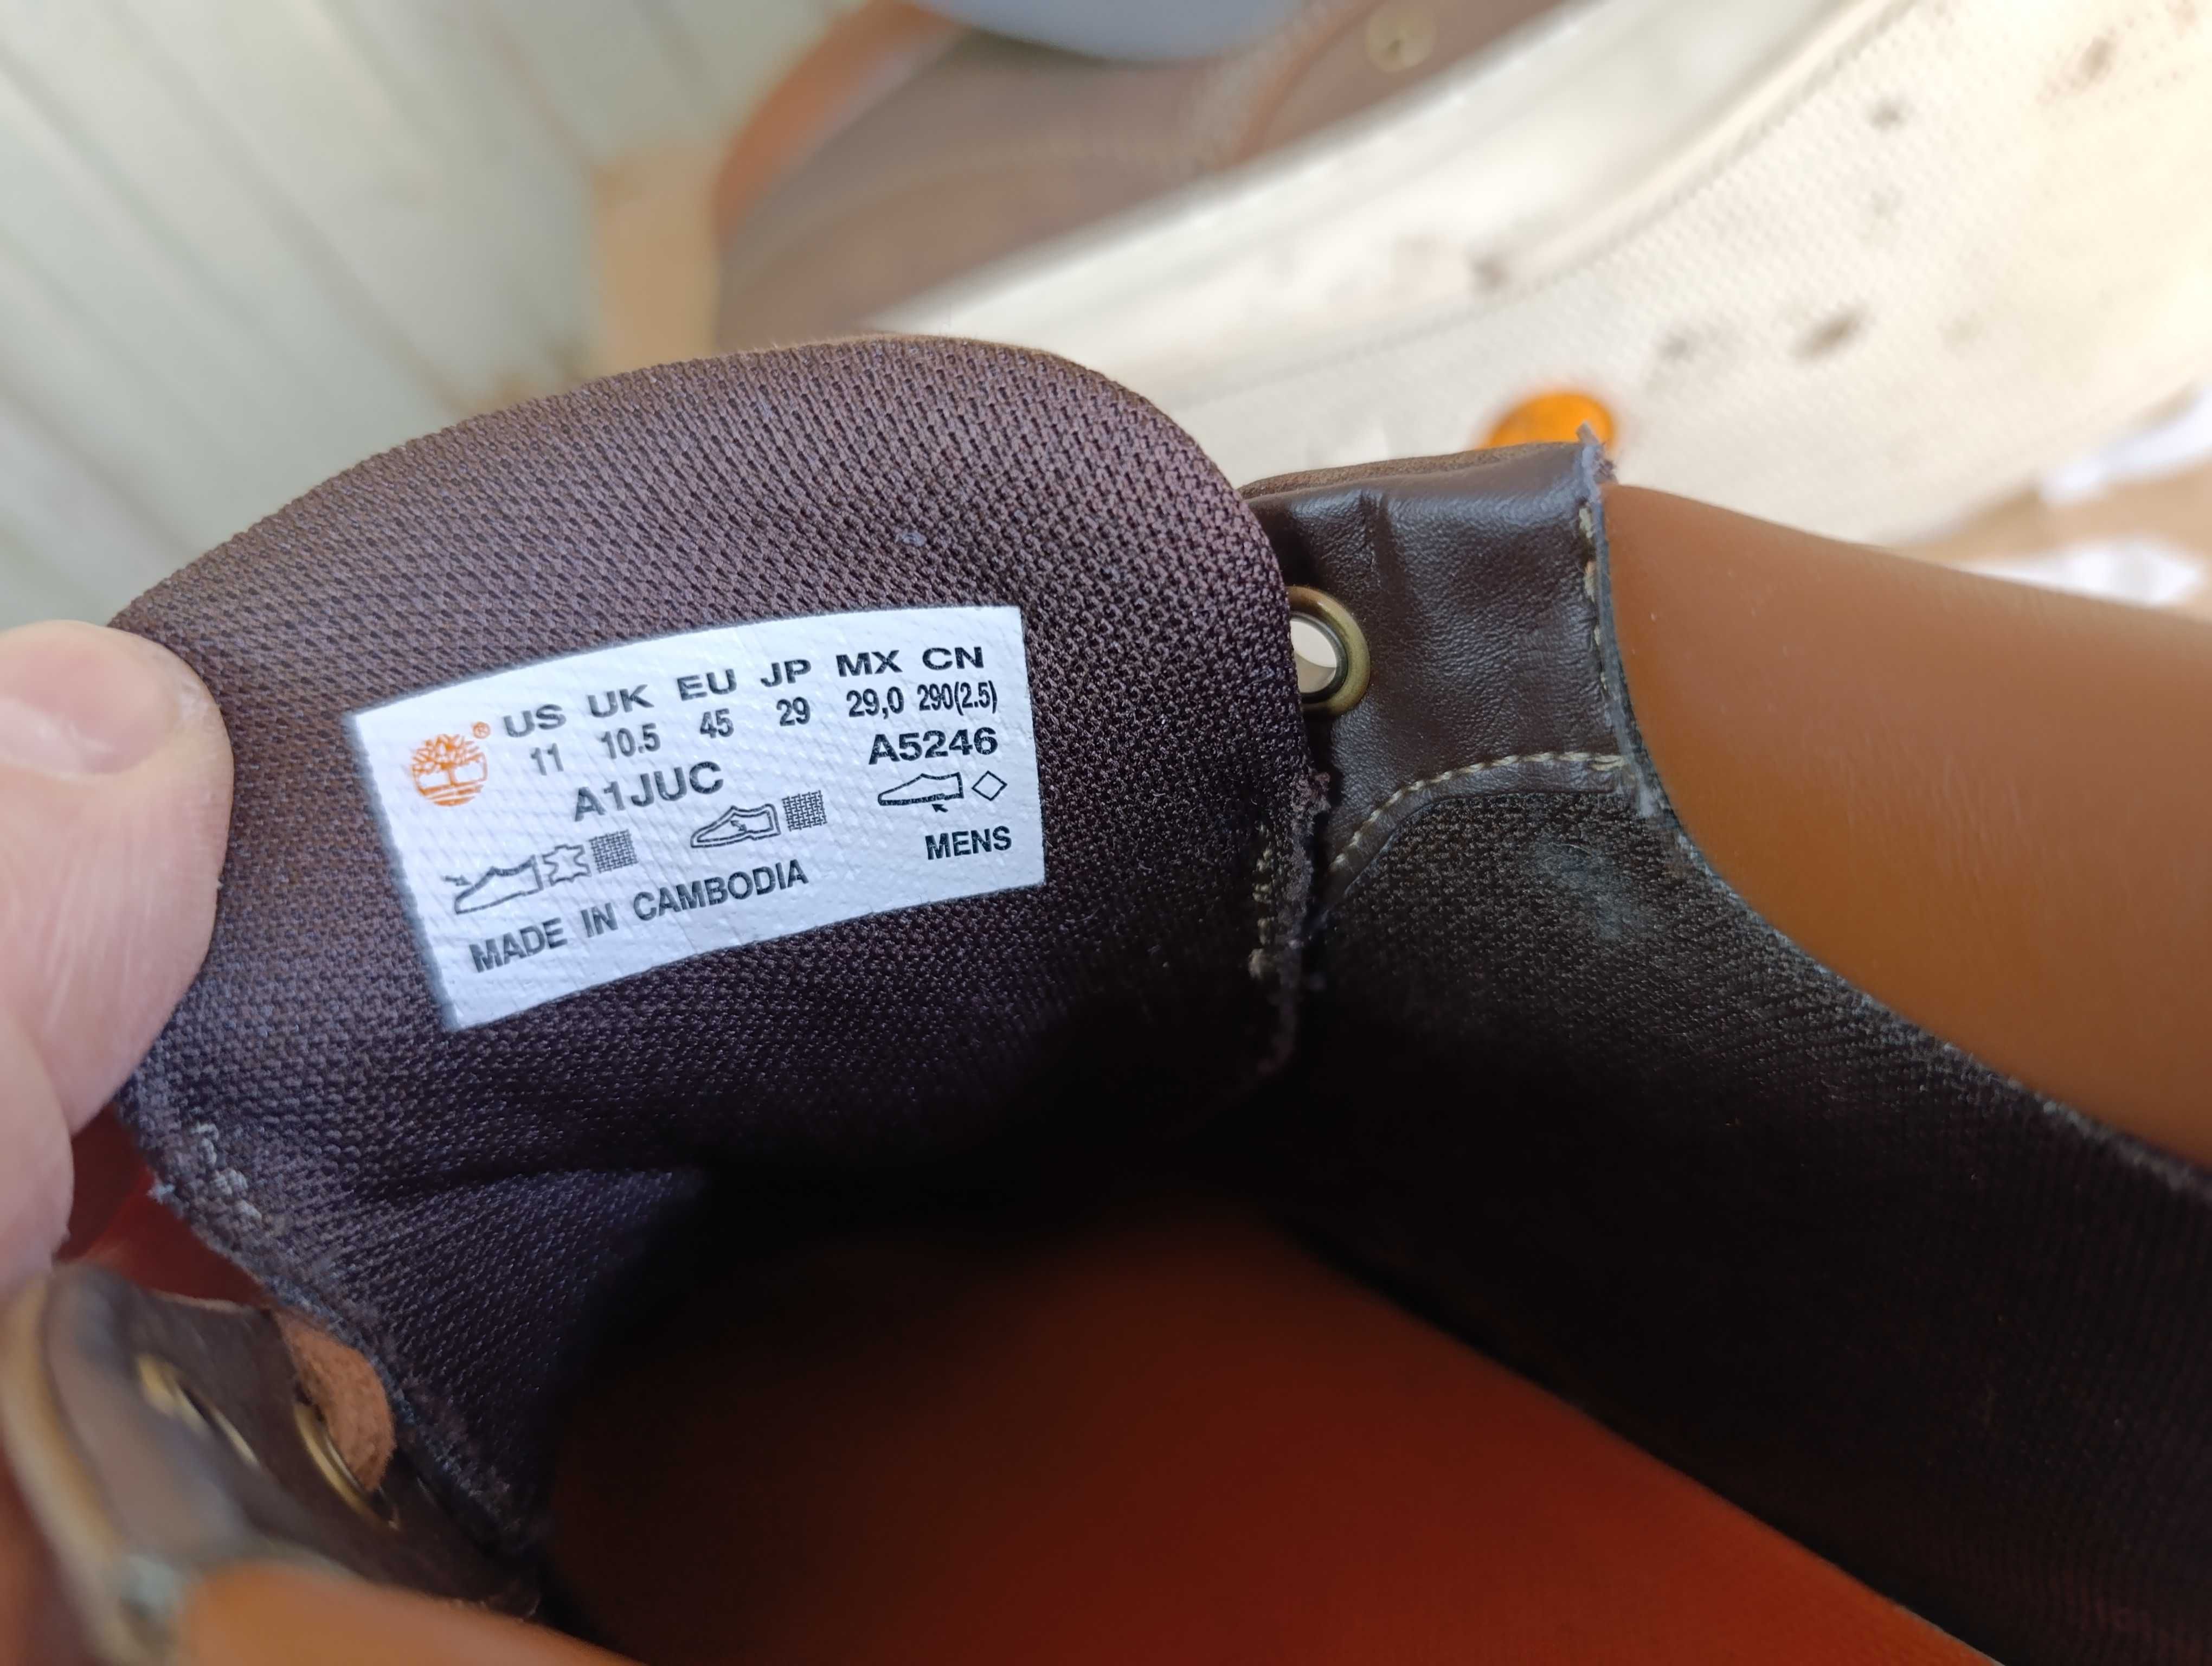 US UK EU JP MX CN
11 10.5 45 29 29,0 290(2.5)
A1JUC A5246
MENS
MADE IN CAMBODIA